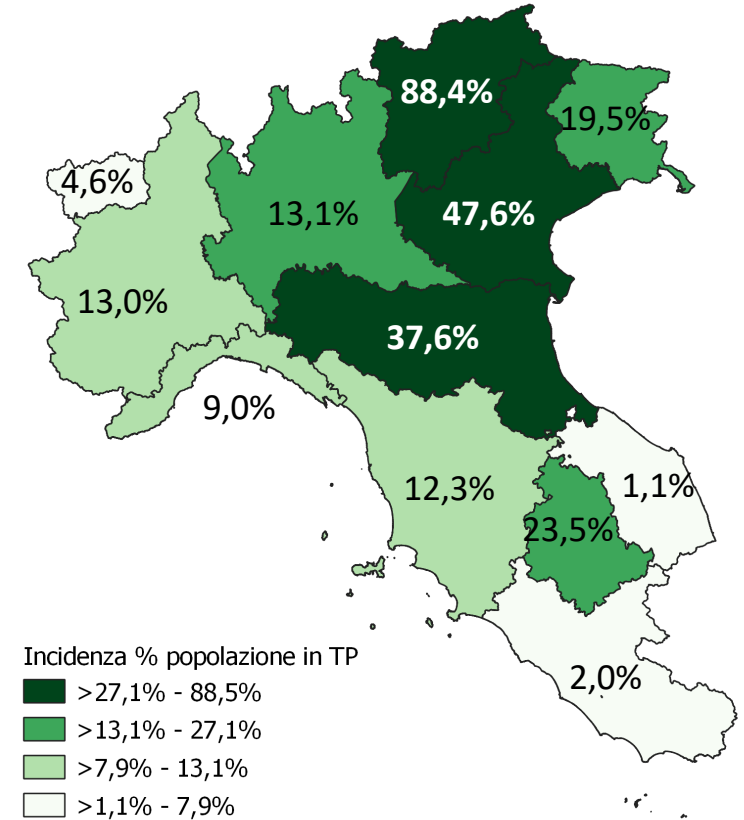 88,4%
19,5%
4,6%
13,1%
47,6%
13,0%
37,6%
9,0%
12,3%
1,1%
23,5%
2,0%
Incidenza % popolazione in TP
>27,1% - 88,5%
>13,1% - 27,1%
>7,9% - 13,1%
>1,1% - 7,9%